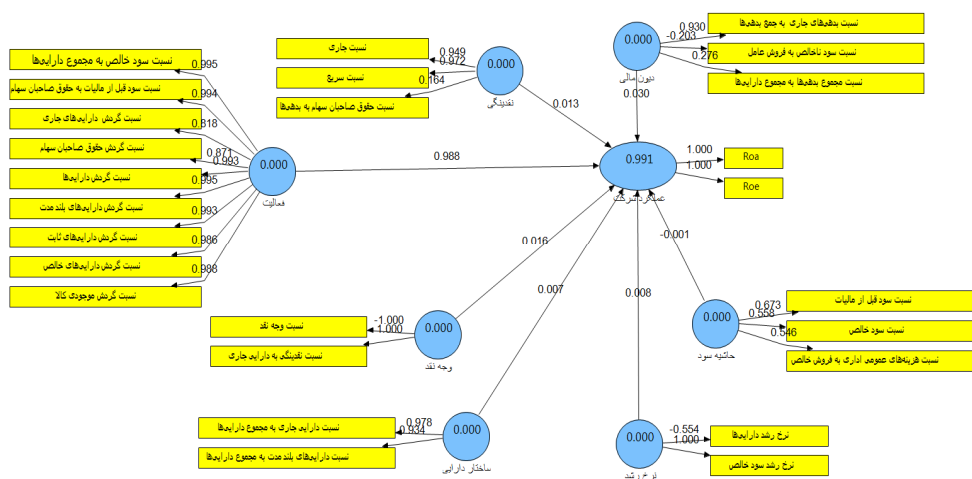 نسبت سود خالص به مجموع دارایی‌ها
نسبت سود قبل از مالیات به حقوق صاحبان سهام
نسبت گردش دارایی‌های جاری
نسبت گردش حقوق صاحبان سهام
نسبت گردش دارایی‌ها
نسبت گردش دارایی‌های بلند مدت
نسبت گردش دارایی‌های ثابت
نسبت گردش دارایی‌های خالص
نسبت گردش موجودی کالا
0.995
0.994
0.818
0.871
0.993
0.995
0.993
0.986
0.988
0.000
فعالیت
0.988
نسبت جاری
نسبت سریع
نسبت حقوق صاحبان سهام به بدهی‌ها
0.949
0.972
0.164
0.000
نقدینگی
0.013
0.000
دیون مالی
0.030
0.930
-0.203
0.276
نسبت بدهی‌های جاری به جمع بدهی‌ها
نسبت سود ناخالص به فروش عامل
نسبت مجموع بدهی‌ها به مجموع دارایی‌ها
0.991
عملکرد شرکت
1.000
1.000
Roa
Roe
نسبت وجه نقد
نسبت نقدینگی به دارایی جاری
-1.000
1.000
0.000
وجه نقد
0.016
نسبت دارایی جاری به مجموع دارایی‌ها
نسبت دارایی‌های بلند مدت به مجموع دارایی‌ها
0.978
0.934
0.000
ساختار دارایی
0.007
0.008
0.000
نرخ رشد
-0.554
1.000
نرخ رشد دارایی‌ها
نرخ رشد سود خالص
-0.001
0.000
حاشیه سود
0.673
0.558
0.546
نسبت سود قبل از مالیات
نسبت سود خالص
نسبت هزینه‌های عمومی اداری به فروش خالص